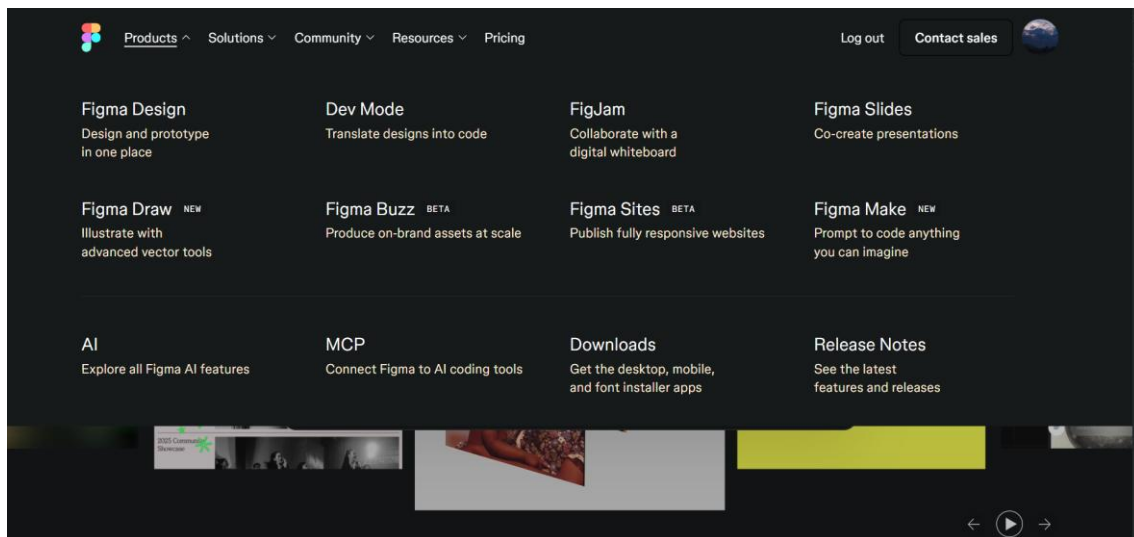 Products Solutions Community Resources Pricing Log out Contact sales
Figma Design Dev Mode FigJam Figma Slides
Design and prototype Translate designs into code Collaborate with a Co-create presentations
in one place digital whiteboard
Figma Draw NEW Figma Buzz BETA Figma Sites BETA Figma Make NEW
Illustrate with Produce on-brand assets at scale Publish fully responsive websites Prompt to code anything
advanced vector tools you can imagine
AI MCP Downloads Release Notes
Explore all Figma AI features Connect Figma to AI coding tools Get the desktop, mobile, See the latest
and font installer apps features and releases
2025 Community
Showcase